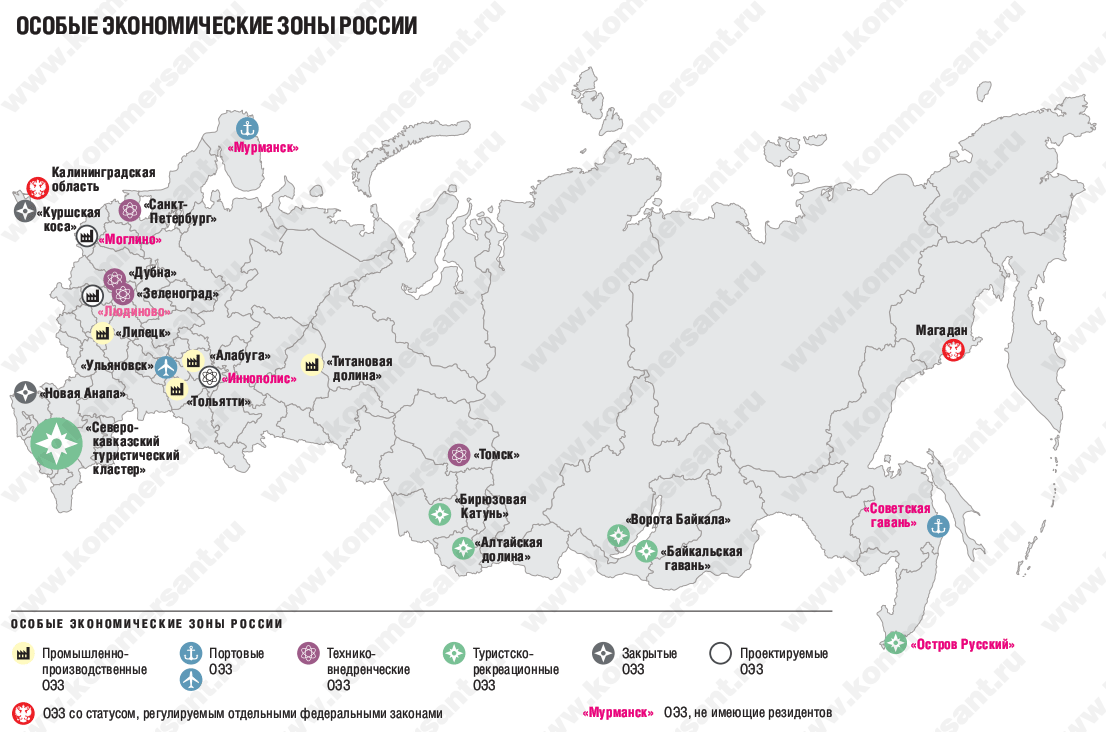 ОСОБЫЕ ЭКОНОМИЧЕСКИЕ ЗОНЫ РОССИИ
«Мурманск»
Калининградская
область
«Куршская
коса»
«Санкт-
Петербург»
«Моглино»
«Дубна»
«Зеленоград»
«Людиново»
«Липецк»
«Ульяновск»
«Алабуга»
«Иннополис»
«Тольятти»
«Титановая
долина»
«Новая Анапа»
«Северо-
кавказский
туристический
кластер»
Магадан
«Томск»
«Бирюзовая
Катунь»
«Алтайская
долина»
«Ворота Байкала»
«Байкальская
гавань»
«Советская
гавань»
«Остров Русский»
ОСОБЫЕ ЭКОНОМИЧЕСКИЕ ЗОНЫ РОССИИ
Промышленно-
производственные
ОЭЗ
Портовые
ОЭЗ
Технико-
внедренческие
ОЭЗ
Туристско-
рекреационные
ОЭЗ
Закрытые
ОЭЗ
Проектируемые
ОЭЗ
ОЭЗ со статусом, регулируемым отдельными федеральными законами
«Мурманск» ОЭЗ, не имеющие резидентов
www.kommersant.ru